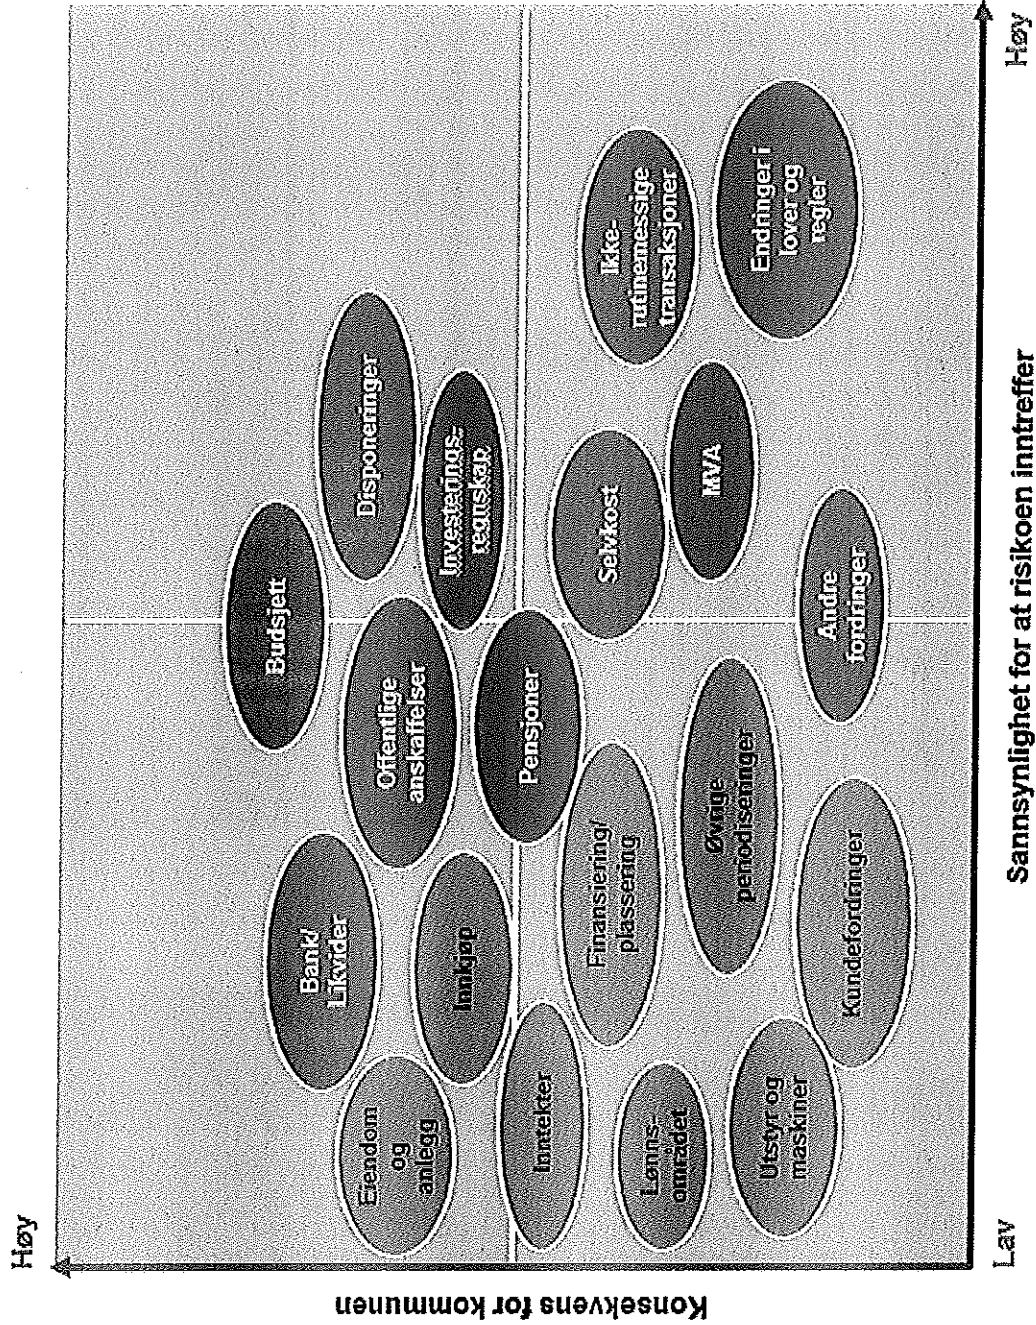 Høy
Konsekvens for kommunen
Budsjett
Disponeringer
Bank/
Likvider
Offentlige
anskaffelser
Eiendom
og
anlegg
Innkjøp
Investerings-
regnskap
Pensjoner
Inntekter
Finansiering/
plassering
Selvkost
Ikke-
rutinemessige
transaksjoner
Lønns-
området
Øvrige
periodiseringer
MVA
Endringer i
lover og
regler
Utstyr og
maskiner
Kundefordringer
Andre
fordringer
Lav
Høy
Sannsynlighet for at risikoen inntreffer